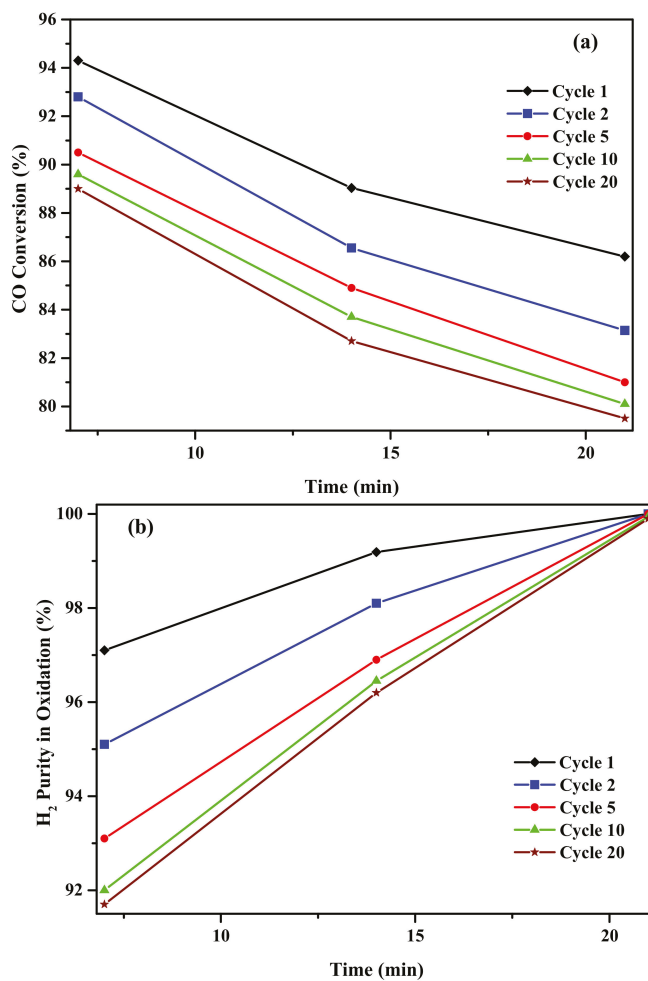 (a)
96
94
92
90
88
86
84
82
80
CO Conversion (%)
Cycle 1
Cycle 2
Cycle 5
Cycle 10
Cycle 20
10
15
20
Time (min)
(b)
100
98
96
94
92
H₂ Purity in Oxidation (%)
Cycle 1
Cycle 2
Cycle 5
Cycle 10
Cycle 20
10
15
20
Time (min)